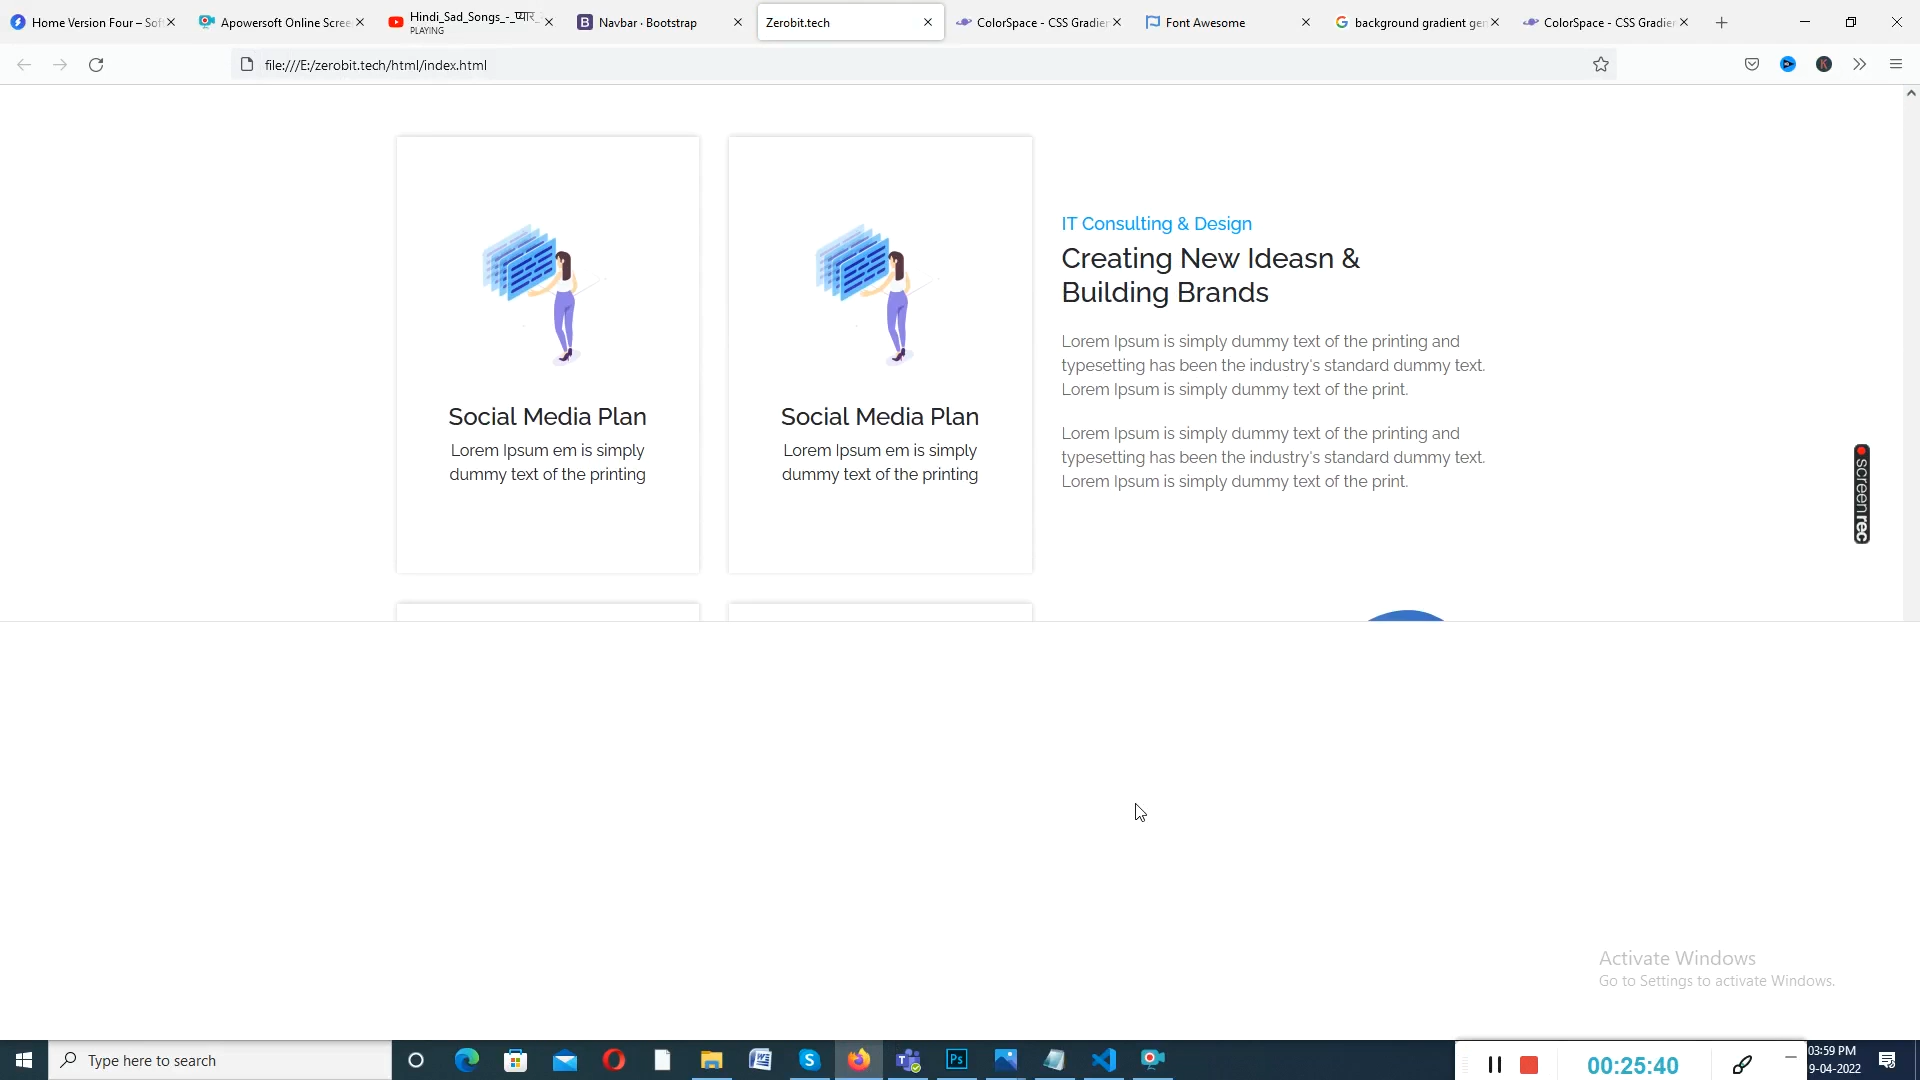 Home Version Four – Sof
Apowersoft Online Scree
Hindi_Sad_Songs_-_प्यार_
PLAYING
Navbar · Bootstrap
Zerobit.tech
ColorSpace - CSS Gradien
Font Awesome
background gradient gen
ColorSpace - CSS Gradien
file:///E:/zerobit.tech/html/index.html
IT Consulting & Design
Creating New Ideasn &
Building Brands
Lorem Ipsum is simply dummy text of the printing and
typesetting has been the industry's standard dummy text.
Lorem Ipsum is simply dummy text of the print.
Lorem Ipsum is simply dummy text of the printing and
typesetting has been the industry's standard dummy text.
Lorem Ipsum is simply dummy text of the print.
Social Media Plan
Lorem Ipsum em is simply
dummy text of the printing
Social Media Plan
Lorem Ipsum em is simply
dummy text of the printing
screenrec
Activate Windows
Go to Settings to activate Windows.
Type here to search
00:25:40
03:59 PM
9-04-2022